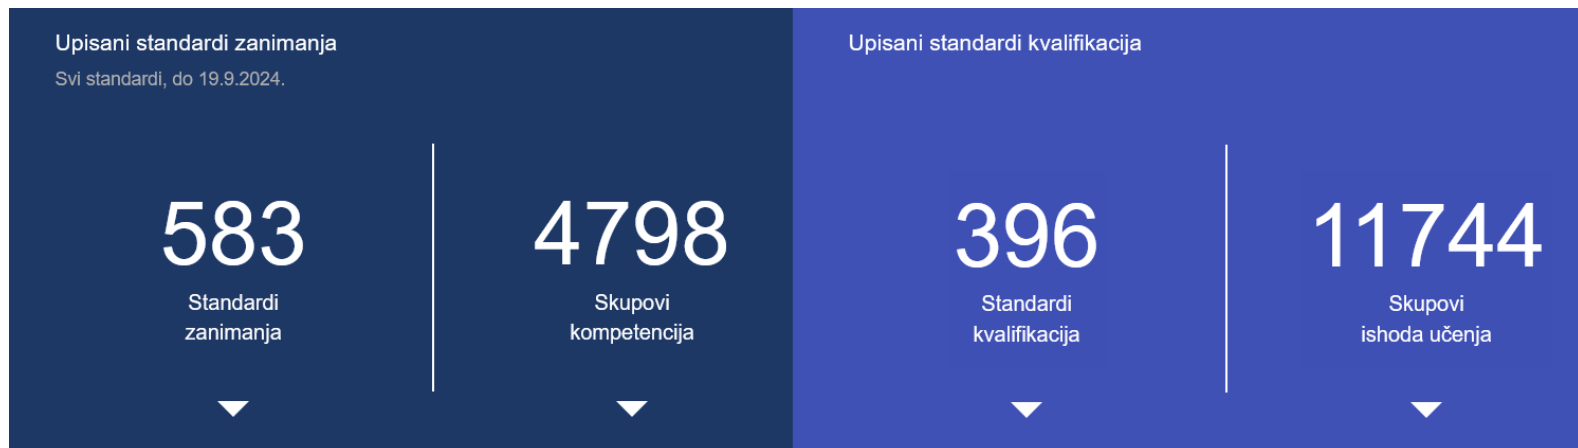 Upisani standardi zanimanja
Svi standardi, do 19.9.2024.
583
Standardi
zanimanja
4798
Skupovi
kompetencija
Upisani standardi kvalifikacija
396
Standardi
kvalifikacija
11744
Skupovi
ishoda učenja